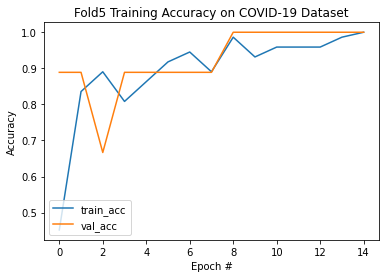 Fold5 Training Accuracy on COVID-19 Dataset
1.0
0.9
0.8
0.7
0.6
0.5
Accuracy
train_acc
val_acc
0 2 4 6 8 10 12 14
Epoch #